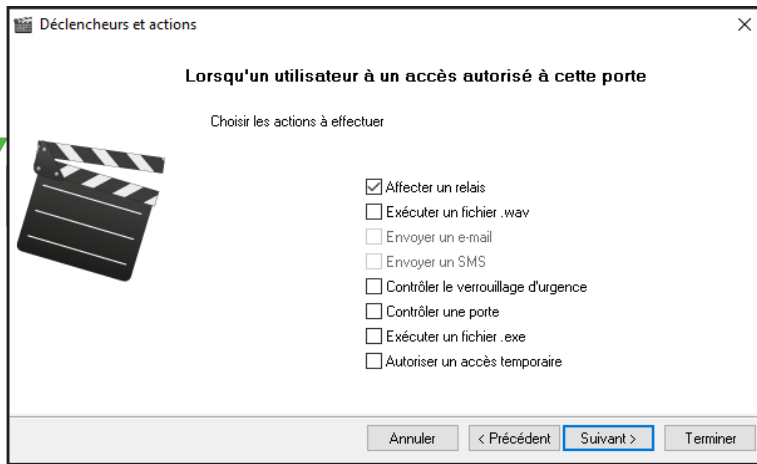 Déclencheurs et actions
Lorsqu'un utilisateur à un accès autorisé à cette porte
Choisir les actions à effectuer
Affecter un relais
Exécuter un fichier .wav
Envoyer un e-mail
Envoyer un SMS
Contrôler le verrouillage d'urgence
Contrôler une porte
Exécuter un fichier .exe
Autoriser un accès temporaire
Annuler
< Précédent
Suivant >
Terminer